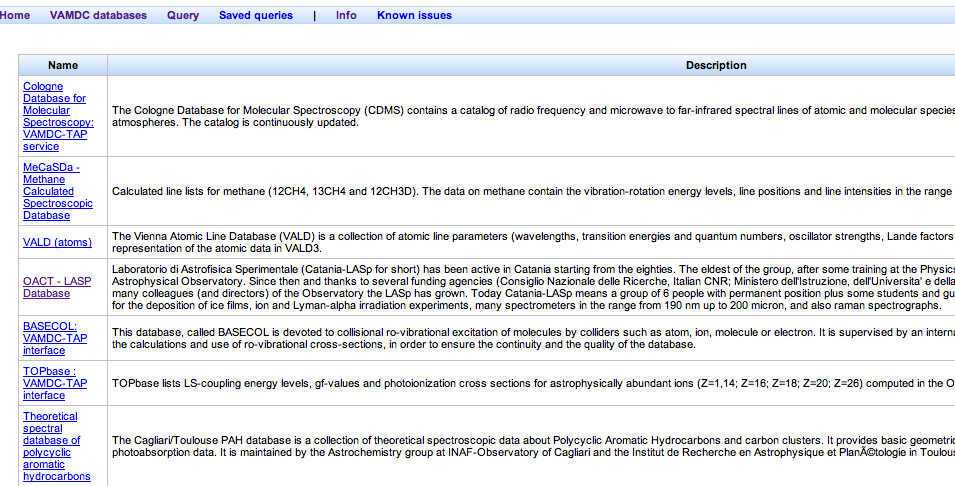 Home VAMDC databases Query Saved queries | Info Known issues
Name Description
Cologne
Database for
Molecular
Spectroscopy:
VAMDC-TAP
service
The Cologne Database for Molecular Spectroscopy (CDMS) contains a catalog of radio frequency and microwave to far-infrared spectral lines of atomic and molecular specie
atmospheres. The catalog is continuously updated.
MeCaSDa -
Methane
Calculated
Spectroscopic
Database
Calculated line lists for methane (12CH4, 13CH4 and 12CH3D). The data on methane contain the vibration-rotation energy levels, line positions and line intensities in the range
VALD (atoms)
The Vienna Atomic Line Database (VALD) is a collection of atomic line parameters (wavelengths, transition energies and quantum numbers, oscillator strengths, Lande factors
representation of the atomic data in VALD3.
OACT - LASP
Database
Laboratorio di Astrofisica Sperimentale (Catania-LASp for short) has been active in Catania starting from the eighties. The eldest of the group, after some training at the Physic
Astrophysical Observatory. Since then and thanks to several funding agencies (Consiglio Nazionale delle Ricerche, Italian CNR; Ministero dell'Istruzione, dell'Universita' e della
many colleagues (and directors) of the Observatory the LASp has grown. Today Catania-LASp means a group of 6 people with permanent position plus some students and gu
for the deposition of ice films, ion and Lyman-alpha irradiation experiments, many spectrometers in the range from 190 nm up to 200 micron, and also raman spectrographs.
BASECOL:
VAMDC-TAP
interface
This database, called BASECOL is devoted to collisional ro-vibrational excitation of molecules by colliders such as atom, ion, molecule or electron. It is supervised by an interna
the calculations and use of ro-vibrational cross-sections, in order to ensure the continuity and the quality of the database.
TOPbase :
VAMDC-TAP
interface
TOPbase lists LS-coupling energy levels, gf-values and photoionization cross sections for astrophysically abundant ions (Z=1,14; Z=16; Z=18; Z=20; Z=26) computed in the O
Theoretical
spectral
database of
polycyclic
aromatic
hydrocarbons
The Cagliari/Toulouse PAH database is a collection of theoretical spectroscopic data about Polycyclic Aromatic Hydrocarbons and carbon clusters. It provides basic geometric
photoabsorption data. It is maintained by the Astrochemistry group at INAF-Observatory of Cagliari and the Institut de Recherche en Astrophysique et PlanÃ©tologie in Toulous